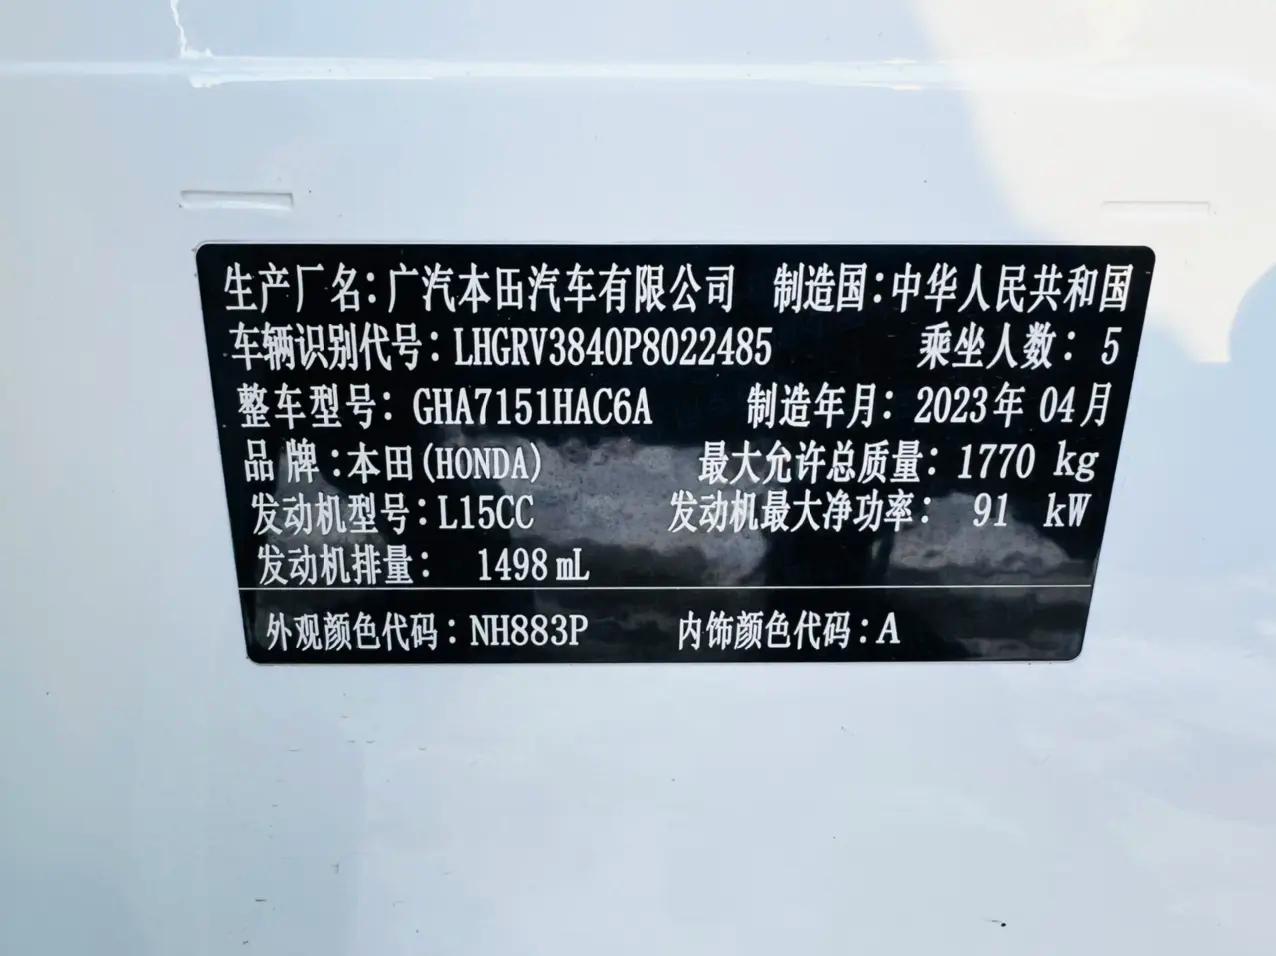 生产厂名：广汽本田汽车有限公司 制造国：中华人民共和国
车辆识别代号：LHGRV3840P8022485 乘坐人数：5
整车型号：GHA7151HAC6A 制造年月：2023年04月
品牌：本田(HONDA) 最大允许总质量：1770 kg
发动机型号：L15CC 发动机最大净功率：91 kW
发动机排量：1498 mL
外观颜色代码：NH883P 内饰颜色代码：A